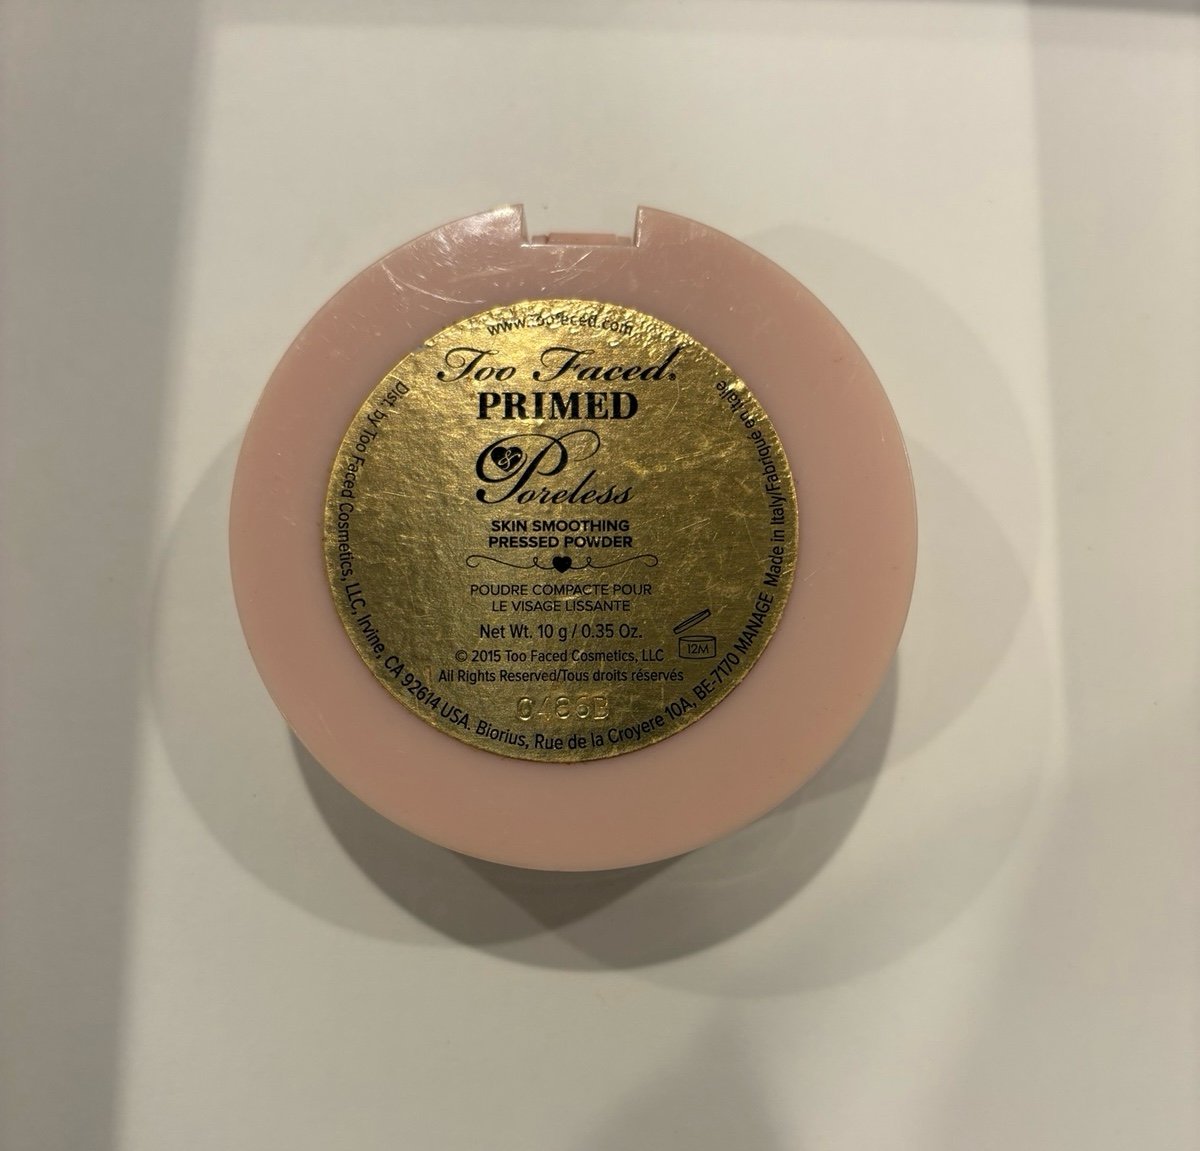 www.toofaced.com
Too Faced.
PRIMED
& Poreless
SKIN SMOOTHING
PRESSED POWDER
POUDRE COMPACTE POUR
LE VISAGE LISSANTE
Net Wt. 10 g / 0.35 Oz.
12M
© 2015 Too Faced Cosmetics, LLC
All Rights Reserved/Tous droits réservés
Dist. by Too Faced Cosmetics, LLC, Irvine, CA 92614 USA. Biorius, Rue de la Croyere 10A, BE-7170 MANAGE Made in Italy/Fabriqué en Italie